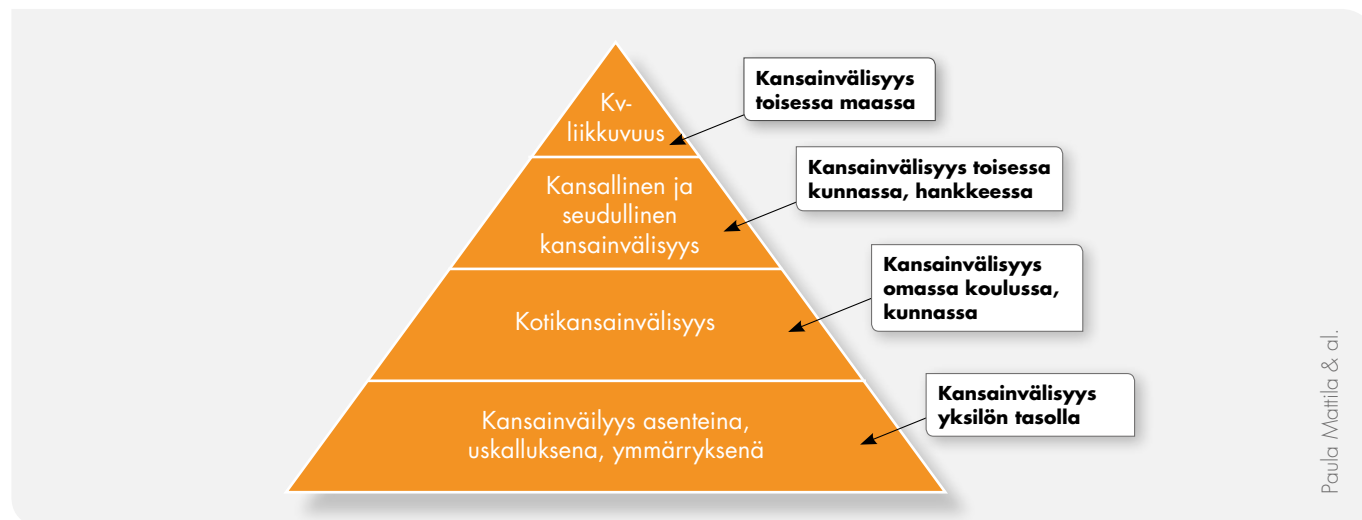 Kv-
liikkuvuus
Kansainvälisyys
toisessa maassa
Kansallinen ja
seudullinen
kansainvälisyys
Kansainvälisyys toisessa
kunnassa, hankkeessa
Kotikansainvälisyys
Kansainvälisyys
omassa koulussa,
kunnassa
Kansainväilyys asenteina,
uskalluksena, ymmärryksenä
Kansainvälisyys
yksilön tasolla
Paula Mattila & al.